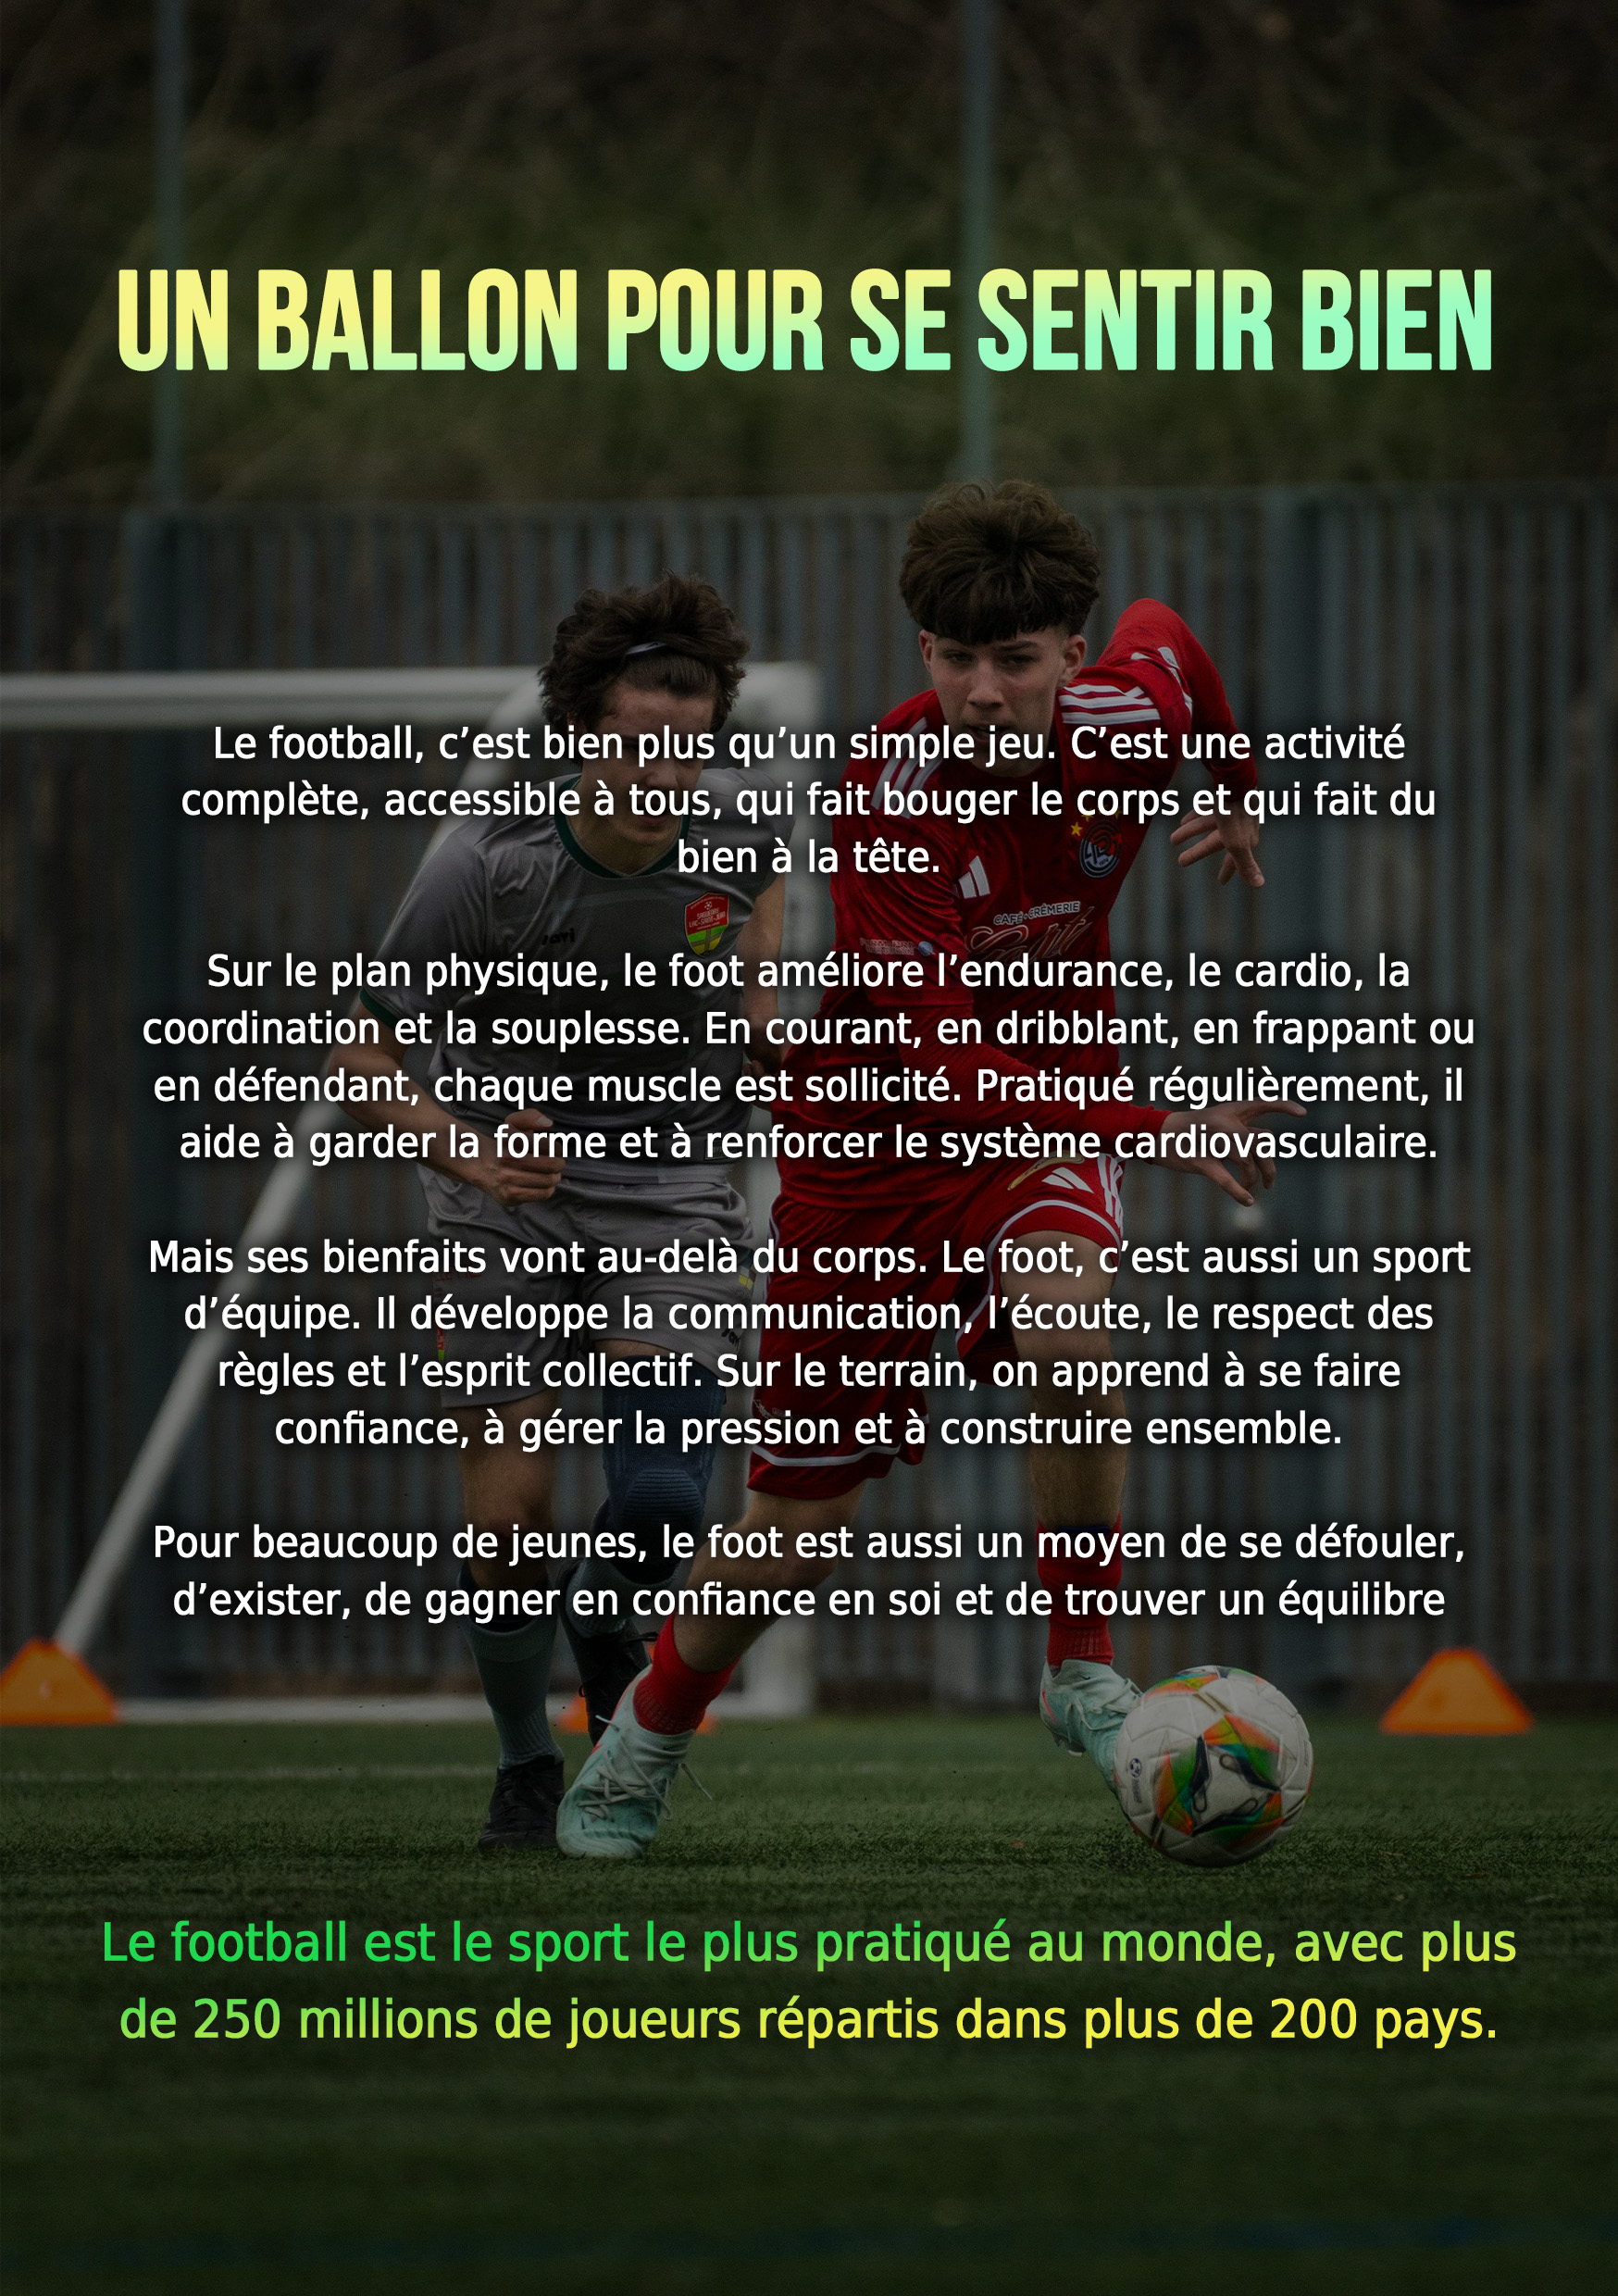 UN BALLON POUR SE SENTIR BIEN
Le football, c’est bien plus qu’un simple jeu. C’est une activité
complète, accessible à tous, qui fait bouger le corps et qui fait du
bien à la tête.
Sur le plan physique, le foot améliore l’endurance, le cardio, la
coordination et la souplesse. En courant, en dribblant, en frappant ou
en défendant, chaque muscle est sollicité. Pratiqué régulièrement, il
aide à garder la forme et à renforcer le système cardiovasculaire.
Mais ses bienfaits vont au-delà du corps. Le foot, c’est aussi un sport
d’équipe. Il développe la communication, l’écoute, le respect des
règles et l’esprit collectif. Sur le terrain, on apprend à se faire
confiance, à gérer la pression et à construire ensemble.
Pour beaucoup de jeunes, le foot est aussi un moyen de se défouler,
d’exister, de gagner en confiance en soi et de trouver un équilibre
Le football est le sport le plus pratiqué au monde, avec plus
de 250 millions de joueurs répartis dans plus de 200 pays.
CAFÉ-CRÉMERIE